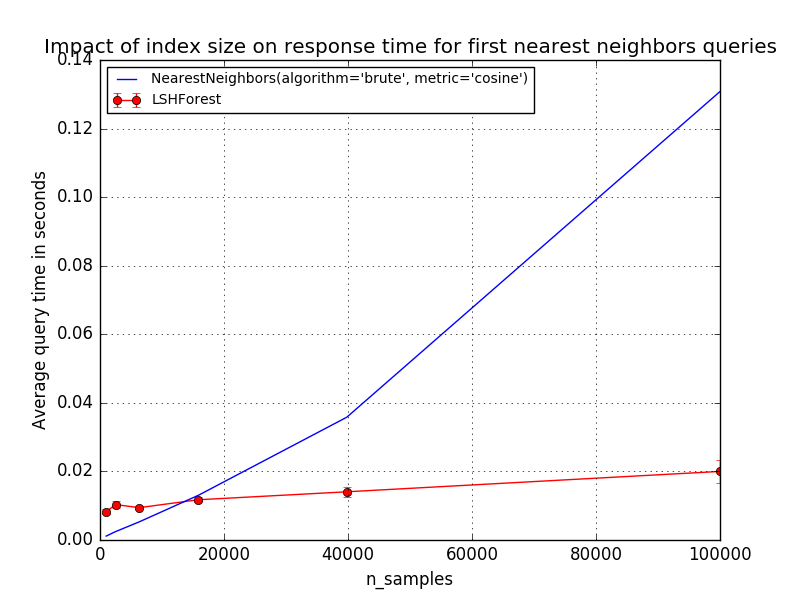 Impact of index size on response time for first nearest neighbors queries
0.14
NearestNeighbors(algorithm='brute', metric='cosine')
LSHForest
0.12
0.10
0.08
0.06
0.04
0.02
0.00
Average query time in seconds
0 20000 40000 60000 80000 100000
n_samples